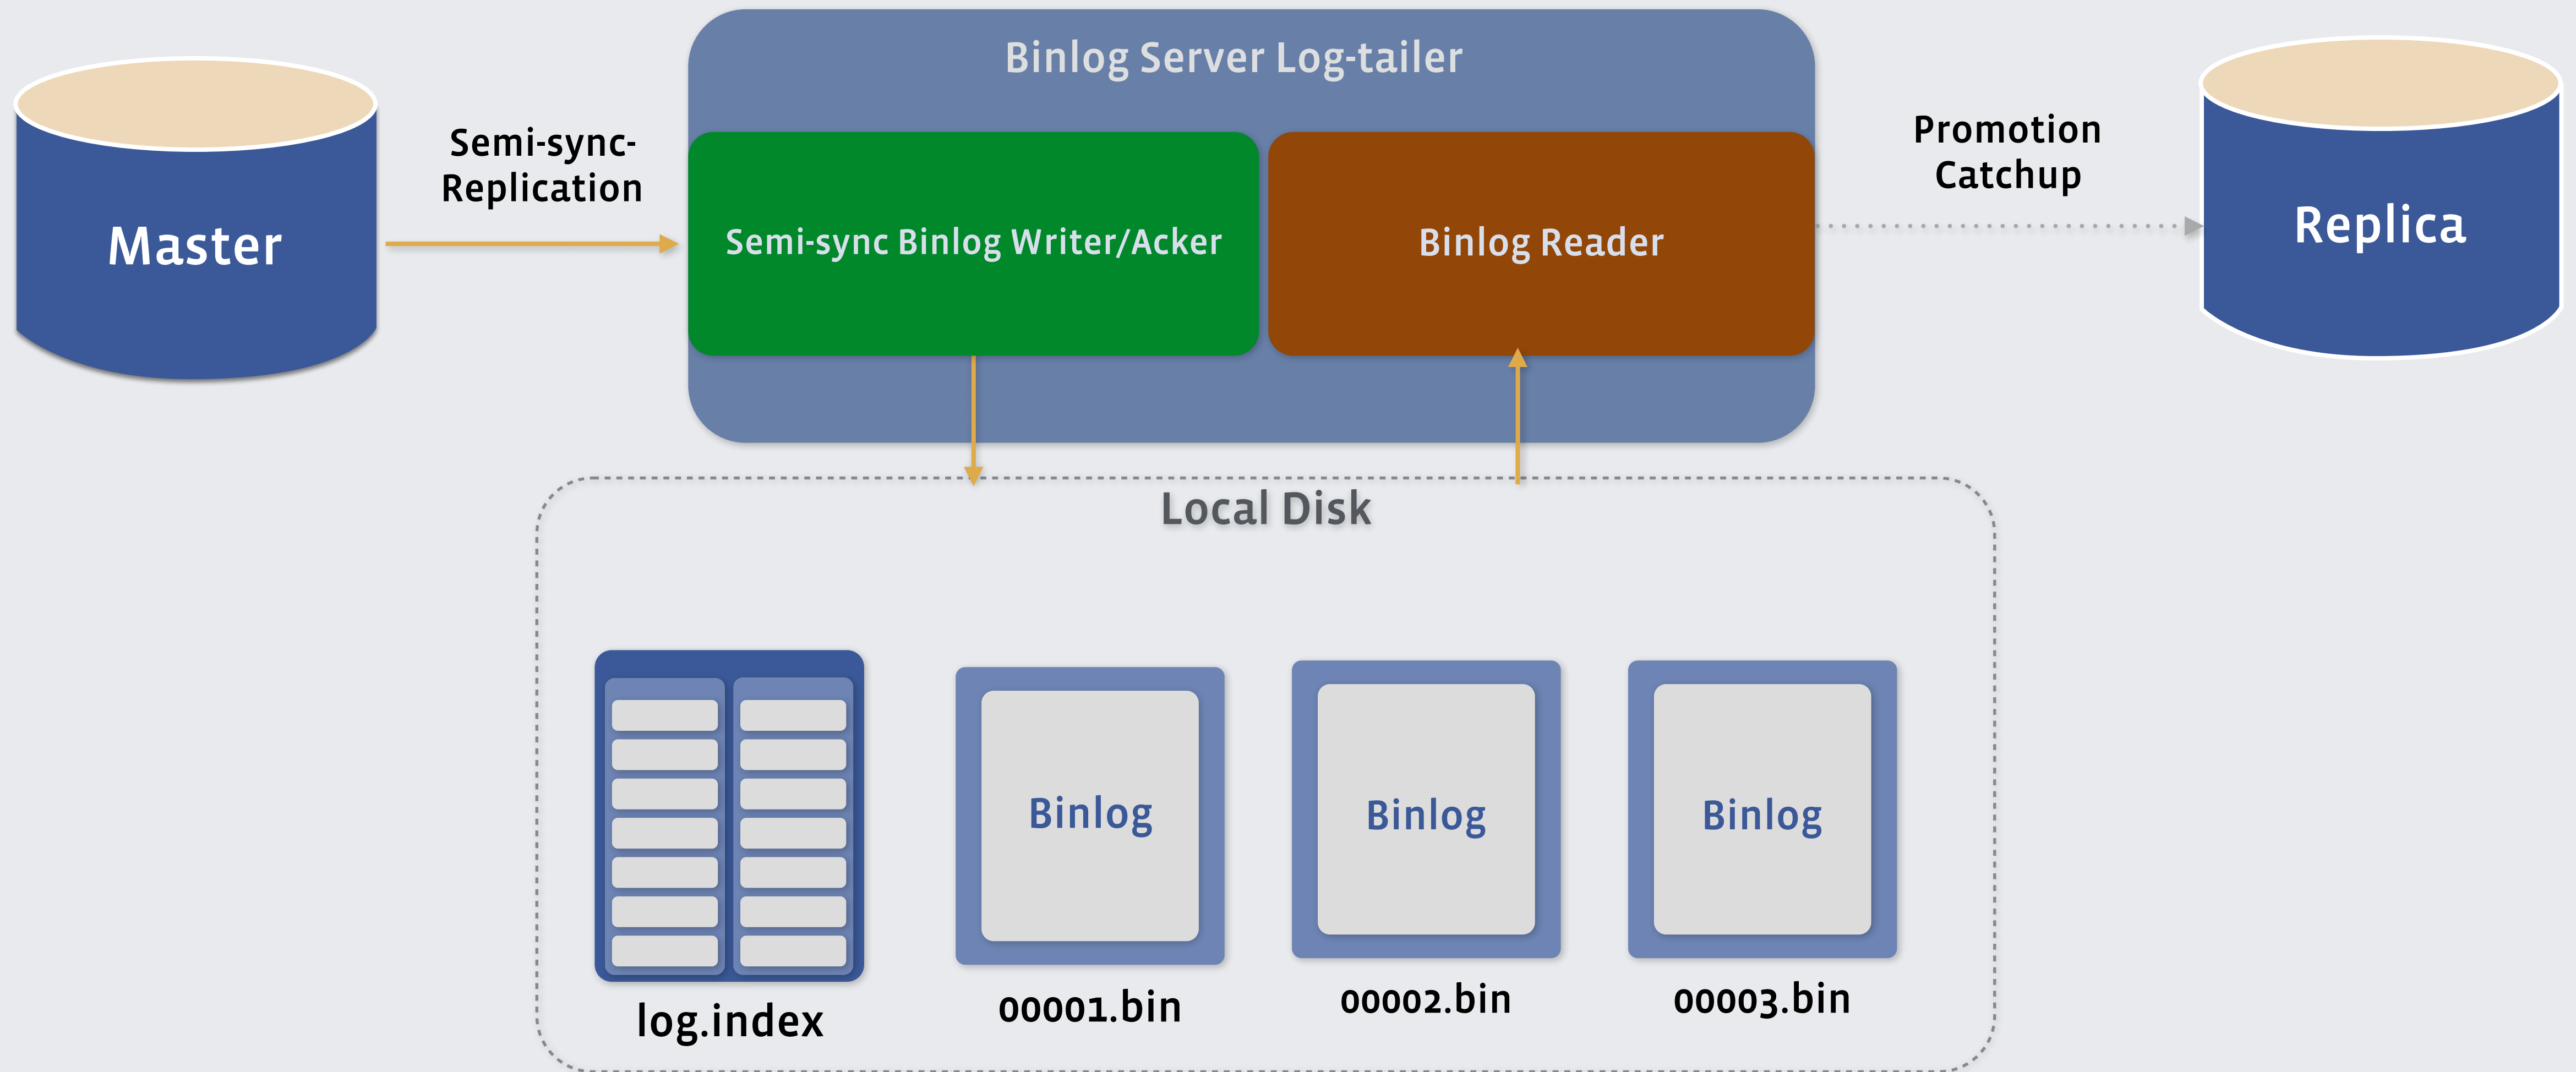 Binlog Server Log-tailer
Semi-sync-
Replication
Promotion
Catchup
Master
Semi-sync Binlog Writer/Acker
Binlog Reader
Replica
Local Disk
Binlog
Binlog
Binlog
log.index
00001.bin
00002.bin
00003.bin